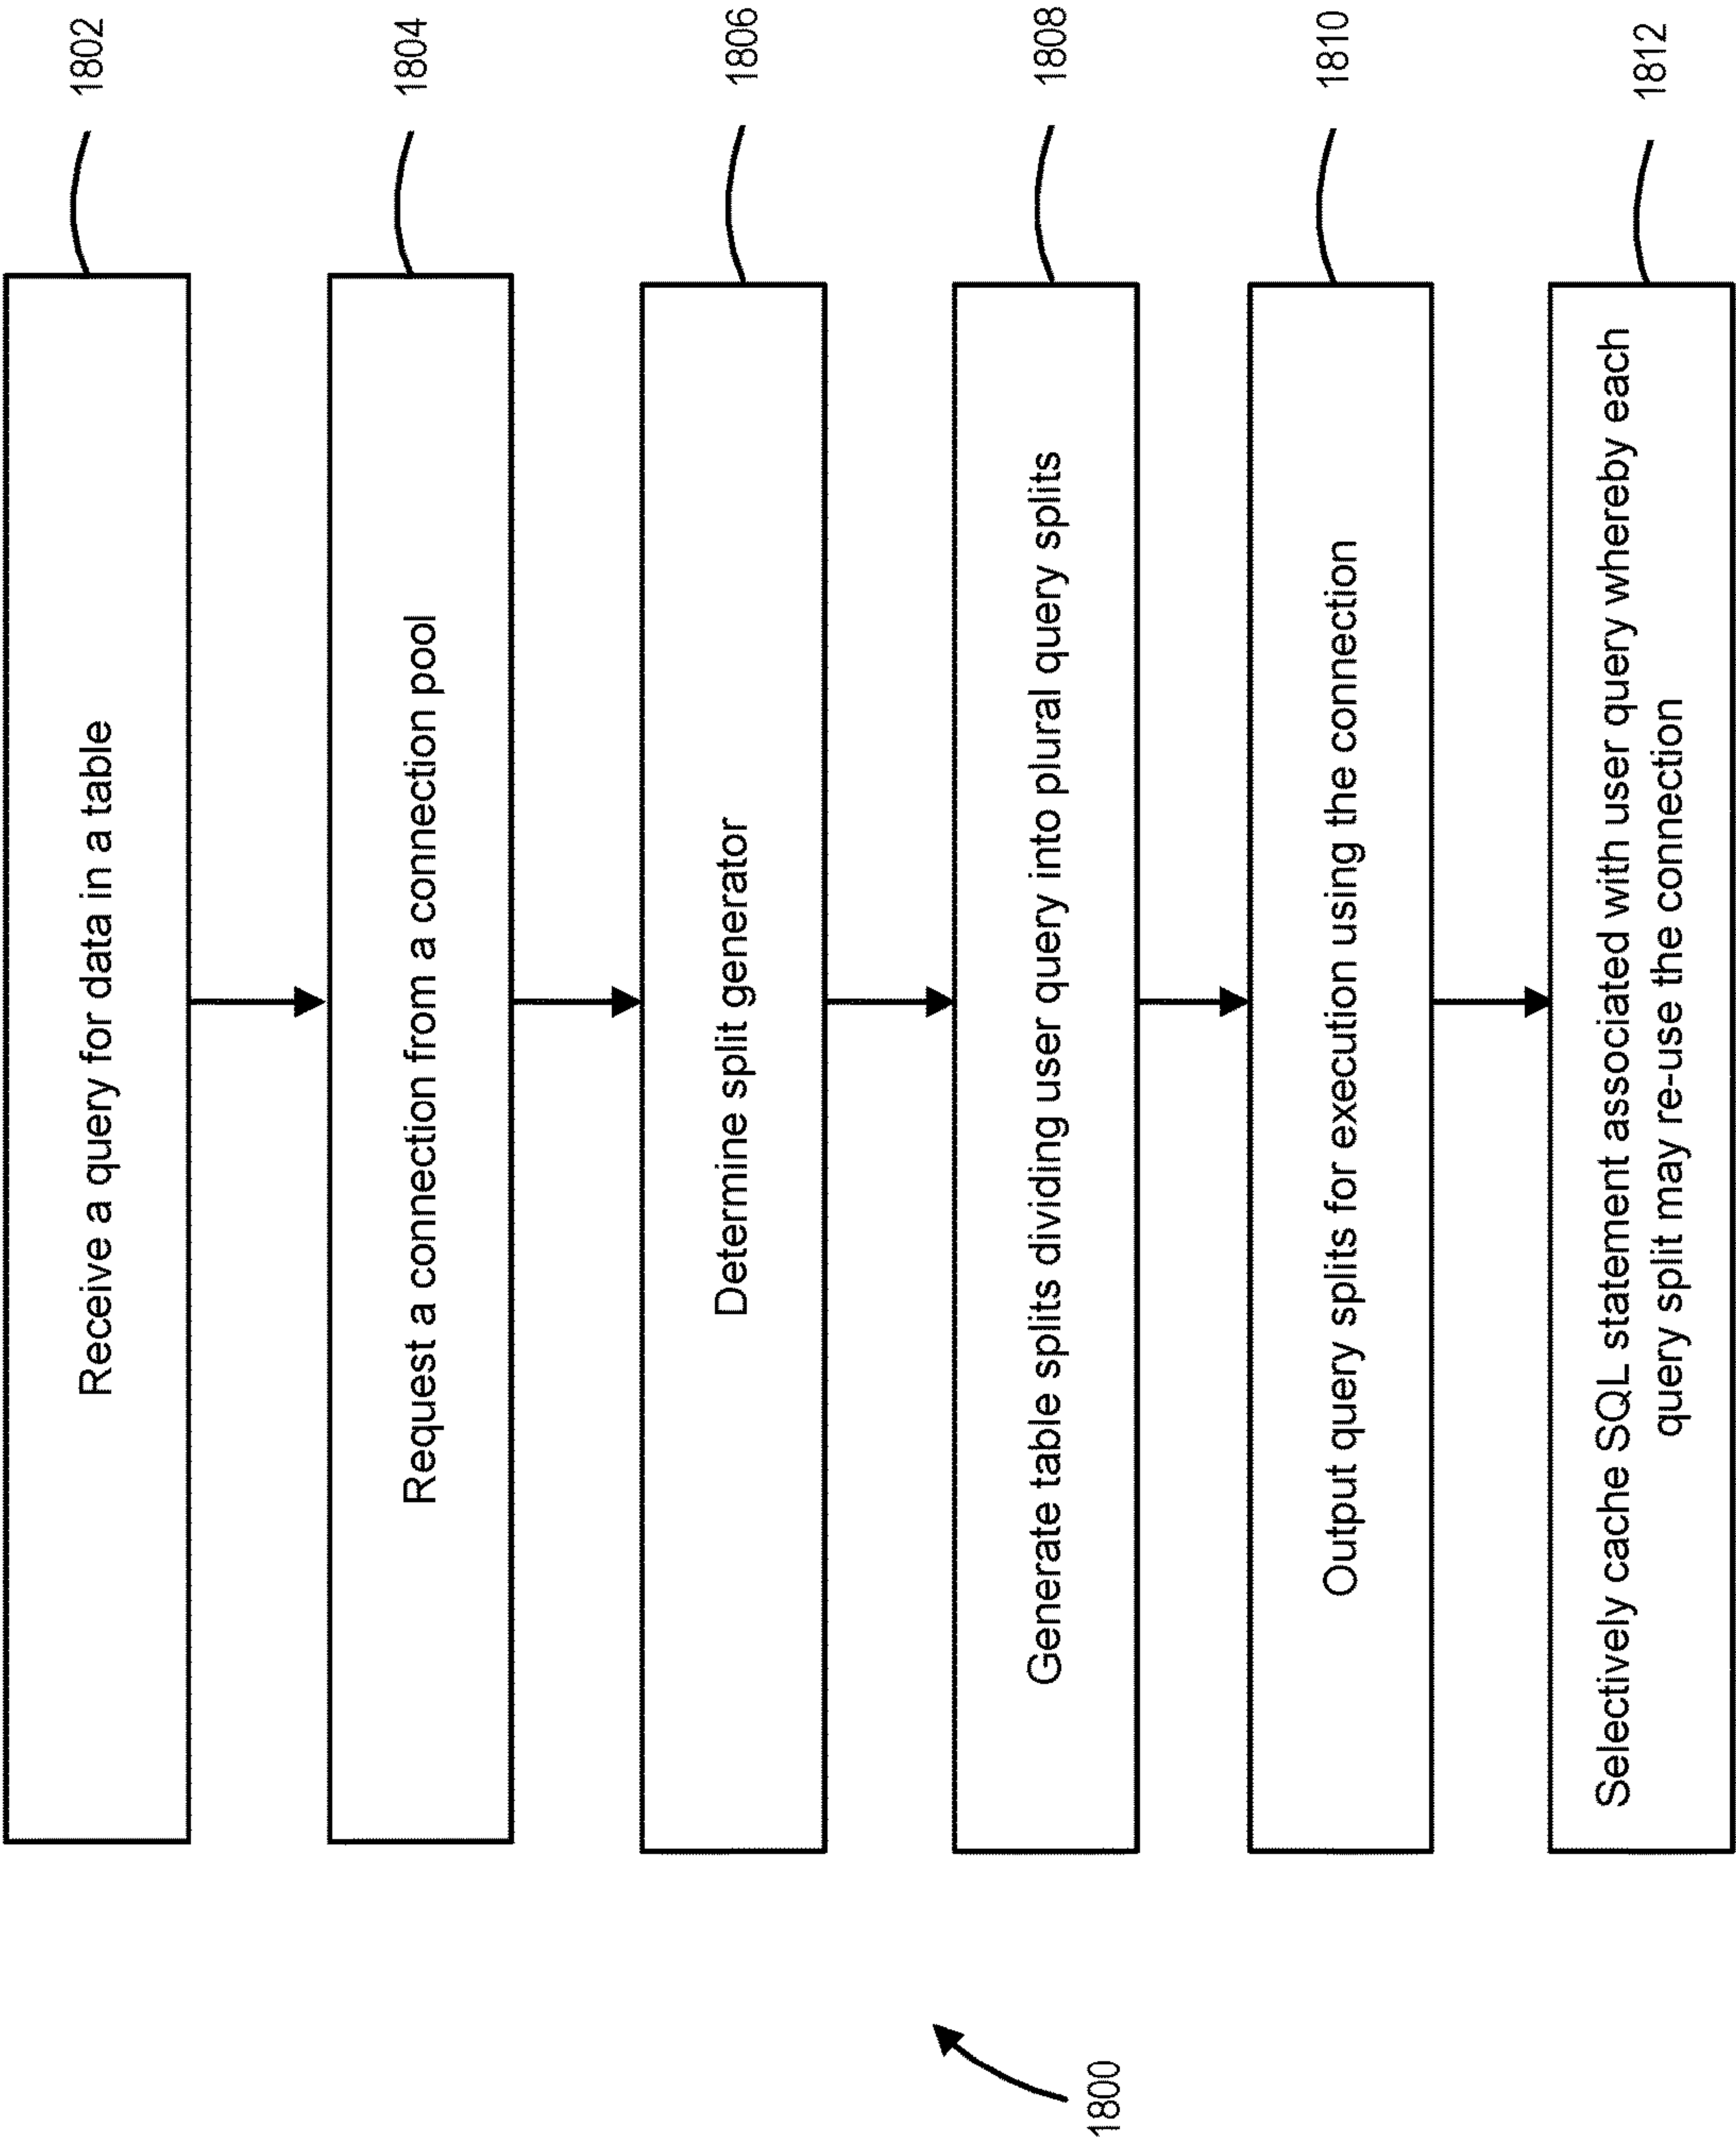 Receive a query for data in a table
1802
Request a connection from a connection pool
1804
Determine split generator
1806
Generate table splits dividing user query into plural query splits
1808
Output query splits for execution using the connection
1810
Selectively cache SQL statement associated with user query whereby each
query split may re-use the connection
1812
1800